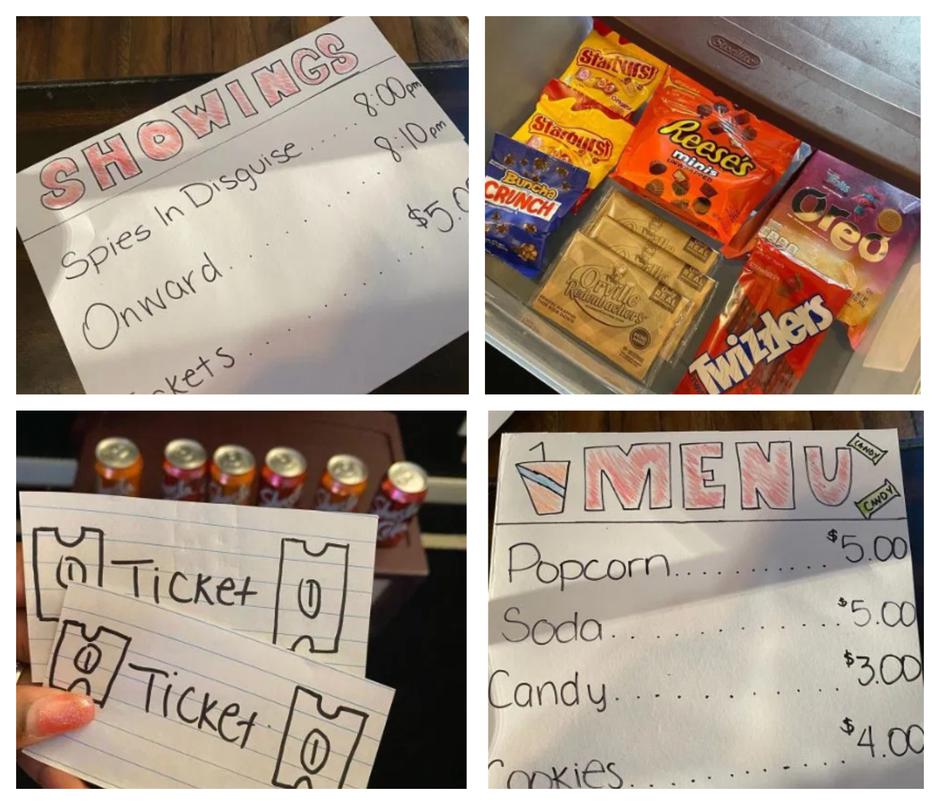 SHOWINGS
Spies In Disguise.... 8:00pm
Onward......... 8:10pm
kets........... $5.0
Sterilite
Starburst
Starburst
Buncha
CRUNCH
Reese's
minis
Oreo
Orville
Redenbacher's
Twizzlers
Ticket
Ticket
MENU
CANDY
CANDY
Popcorn......... $5.00
Soda............ $5.00
Candy........... $3.00
Cookies......... $4.00